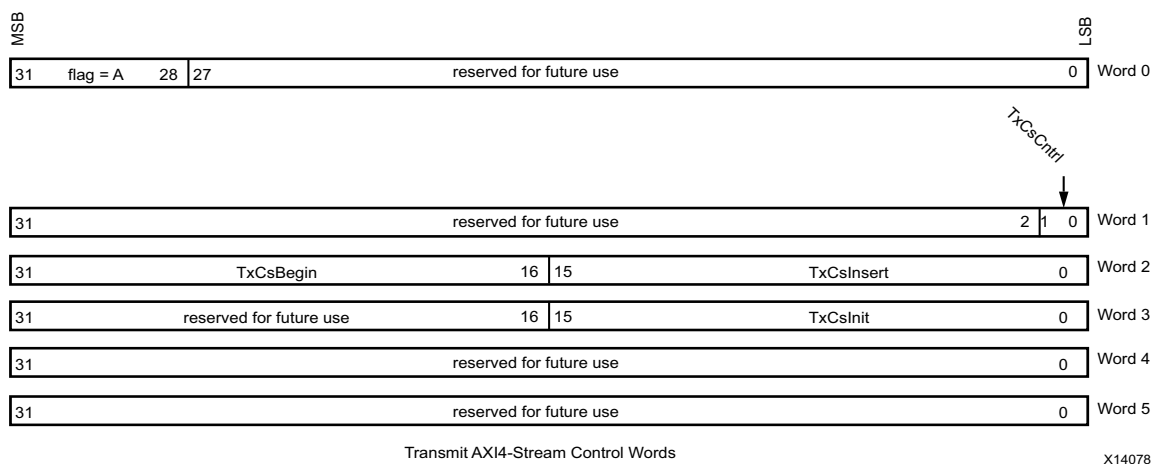 MSB
LSB
31 flag = A 28 27 reserved for future use 0 Word 0
TxCsCntrl
31 reserved for future use 2 1 0 Word 1
31 TxCsBegin 16 15 TxCsInsert 0 Word 2
31 reserved for future use 16 15 TxCsInit 0 Word 3
31 reserved for future use 0 Word 4
31 reserved for future use 0 Word 5
Transmit AXI4-Stream Control Words
X14078